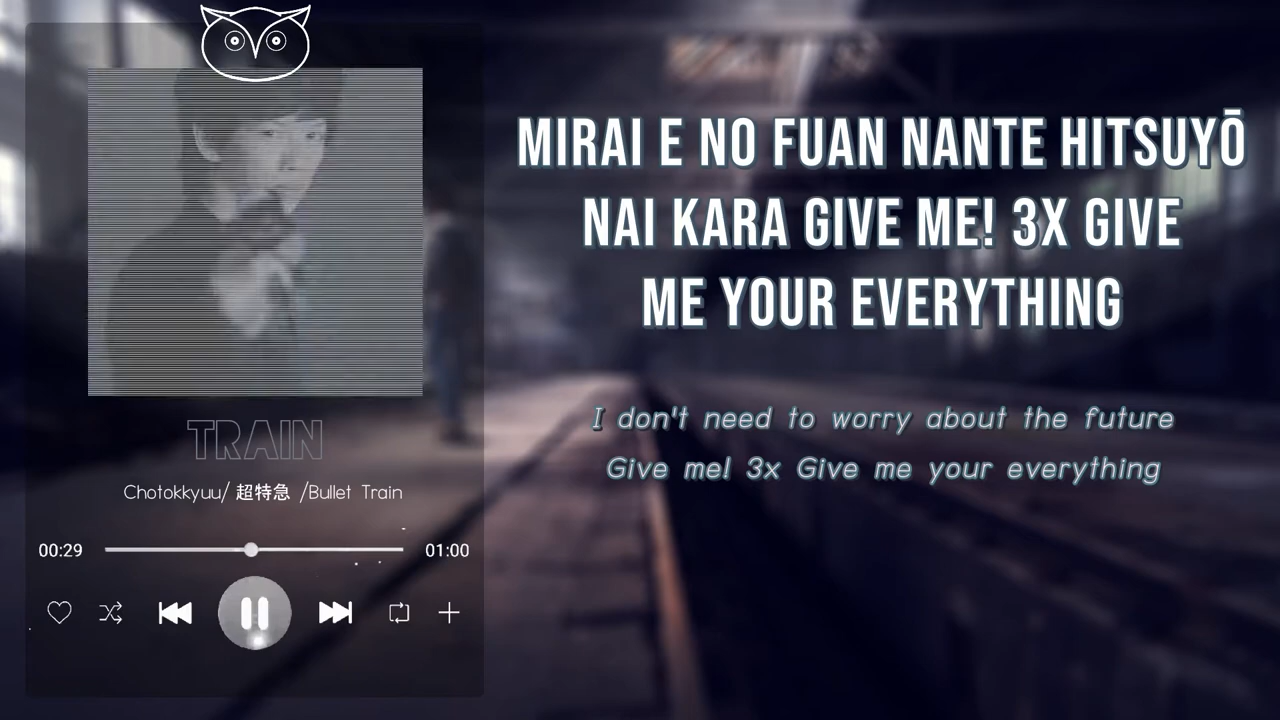 TRAIN
Chotokkyuu/ 超特急 /Bullet Train
00:29
01:00
MIRAI E NO FUAN NANTE HITSUYŌ
NAI KARA GIVE ME! 3X GIVE
ME YOUR EVERYTHING
I don't need to worry about the future
Give me! 3x Give me your everything